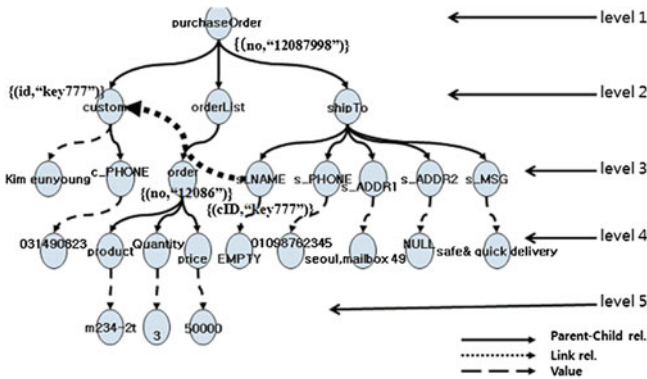 purchaseOrder
level 1
{(no,"12087998")}
{(id,"key777")}
custom
orderList
shipTo
level 2
Kim eunyoung
c_PHONE
order
s_NAME
s_PHONE
s_ADDR1
s_ADDR2
s_MSG
level 3
{(no,"12086")}
{(cID,"key777")}
031490823
product
Quantity
price
EMPTY
01098762345
seoul,mailbox 49
NULL
safe& quick delivery
level 4
m234-2t
3
50000
level 5
Parent-Child rel.
Link rel.
Value